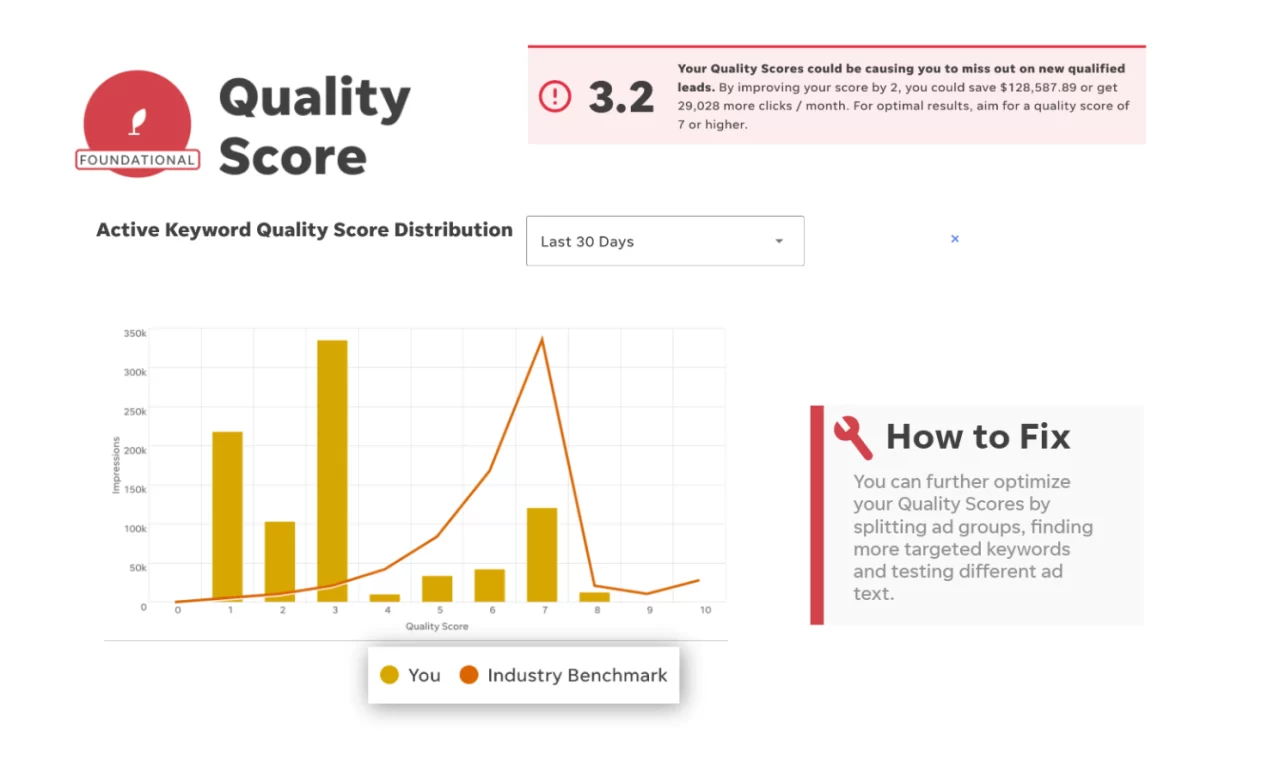 Quality
Score
FOUNDATIONAL
3.2
Your Quality Scores could be causing you to miss out on new qualified
leads. By improving your score by 2, you could save $128,587.89 or get
29,028 more clicks / month. For optimal results, aim for a quality score of
7 or higher.
Active Keyword Quality Score Distribution
Last 30 Days
350k
300k
250k
200k
150k
100k
50k
0
Impressions
0 1 2 3 4 5 6 7 8 9 10
Quality Score
You
Industry Benchmark
How to Fix
You can further optimize
your Quality Scores by
splitting ad groups, finding
more targeted keywords
and testing different ad
text.